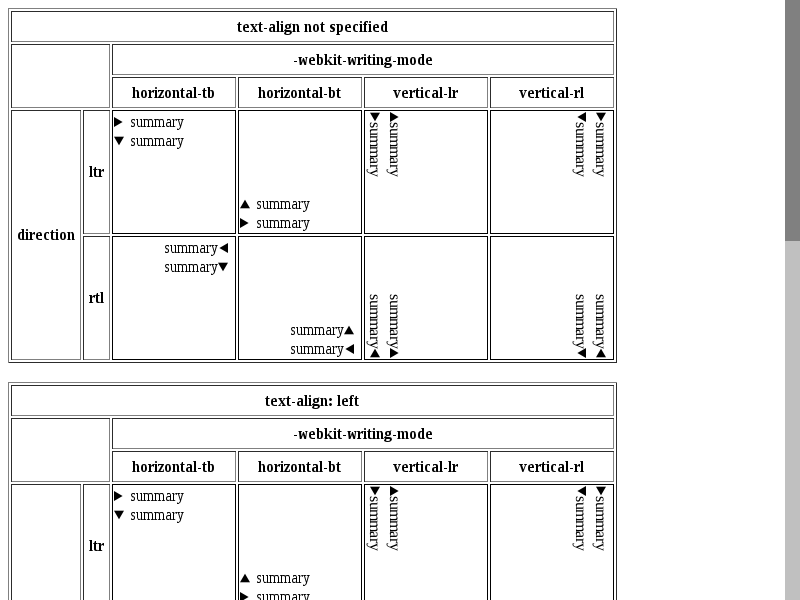 text-align not specified
-webkit-writing-mode
horizontal-tb horizontal-bt vertical-lr vertical-rl
direction
ltr
▶ summary
▼ summary
▲ summary
▶ summary
▼ summary
▶ summary
◀ summary
▼ summary
rtl
summary◀
summary▼
summary▲
summary◀
summary▲
summary▶
summary◀
summary▲
text-align: left
-webkit-writing-mode
horizontal-tb horizontal-bt vertical-lr vertical-rl
ltr
▶ summary
▼ summary
▲ summary
▶ summary
▼ summary
▶ summary
◀ summary
▼ summary